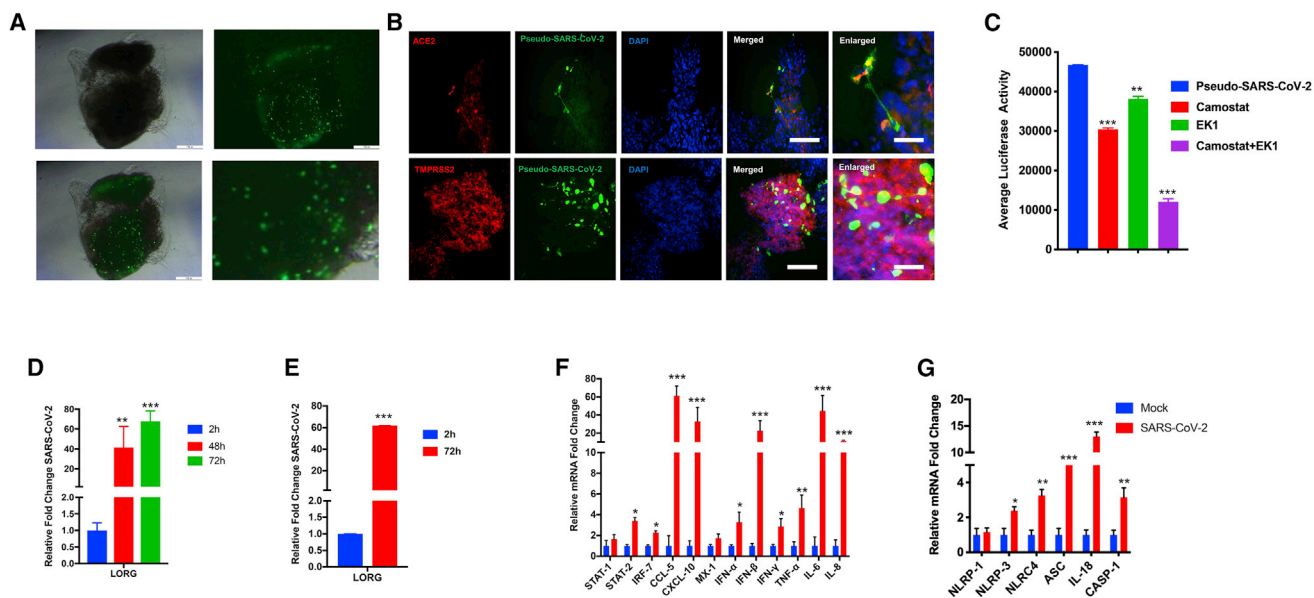 A
B
ACE2
Pseudo-SARS-CoV-2
DAPI
Merged
Enlarged
TMPRSS2
Pseudo-SARS-CoV-2
DAPI
Merged
Enlarged
C
Average Luciferase Activity
50000
40000
30000
20000
10000
0
***
**
***
Pseudo-SARS-CoV-2
Camostat
EK1
Camostat+EK1
D
Relative Fold Change SARS-CoV-2
80
60
40
20
2.0
1.5
1.0
0.5
0.0
**
***
LORG
2h
48h
72h
E
Relative Fold Change SARS-CoV-2
80
60
40
20
2.0
1.5
1.0
0.5
0.0
***
LORG
2h
72h
F
Relative mRNA Fold Change
80
60
40
20
10
8
6
4
2
0
*
*
***
***
*
***
*
**
***
***
STAT-1
STAT-2
IRF-7
CCL-5
CXCL-10
MX-1
IFN-α
IFN-β
IFN-γ
TNF-α
IL-6
IL-8
G
Relative mRNA Fold Change
20
15
10
5
4
2
0
*
**
***
***
**
NLRP-1
NLRP-3
NLRC4
ASC
IL-18
CASP-1
Mock
SARS-CoV-2